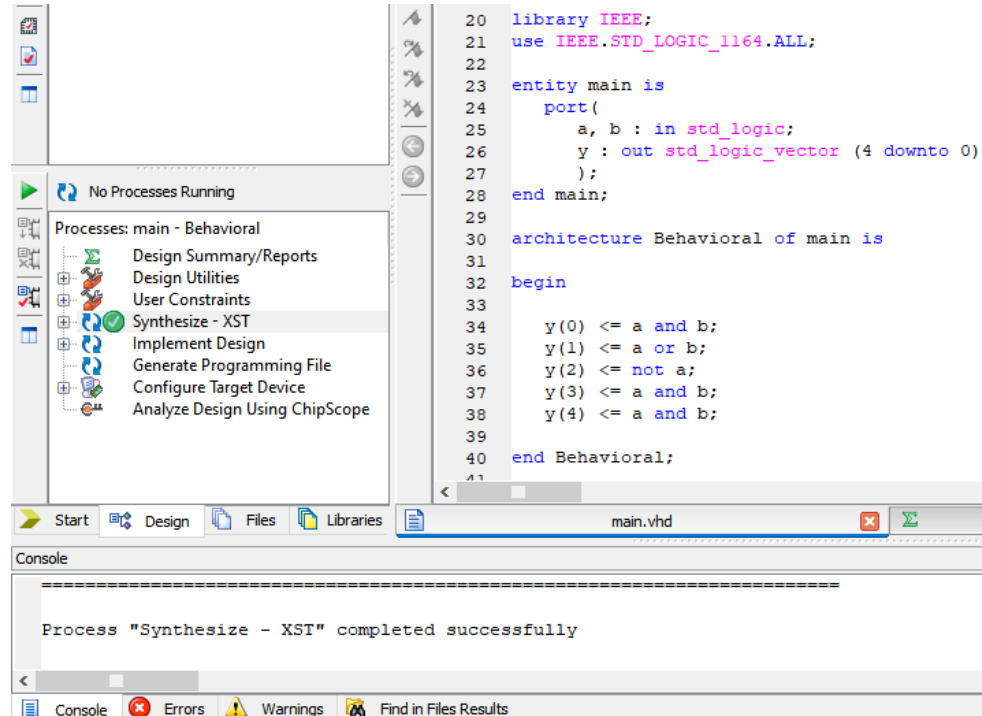 No Processes Running
Processes: main - Behavioral
Design Summary/Reports
Design Utilities
User Constraints
Synthesize - XST
Implement Design
Generate Programming File
Configure Target Device
Analyze Design Using ChipScope
Start Design Files Libraries
20 library IEEE;
21 use IEEE.STD_LOGIC_1164.ALL;
22
23 entity main is
24 port(
25 a, b : in std_logic;
26 y : out std_logic_vector (4 downto 0)
27 );
28 end main;
29
30 architecture Behavioral of main is
31
32 begin
33
34 y(0) <= a and b;
35 y(1) <= a or b;
36 y(2) <= not a;
37 y(3) <= a and b;
38 y(4) <= a and b;
39
40 end Behavioral;
41
main.vhd
Console
=========================================================================
Process "Synthesize - XST" completed successfully
Console Errors Warnings Find in Files Results